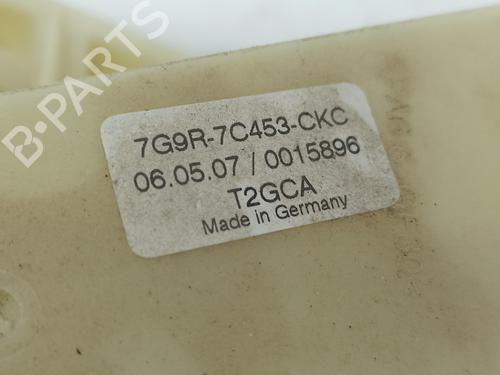 B-PARTS
7G9R-7C453-CKC
06.05.07 / 0015896
T2GCA
Made in Germany